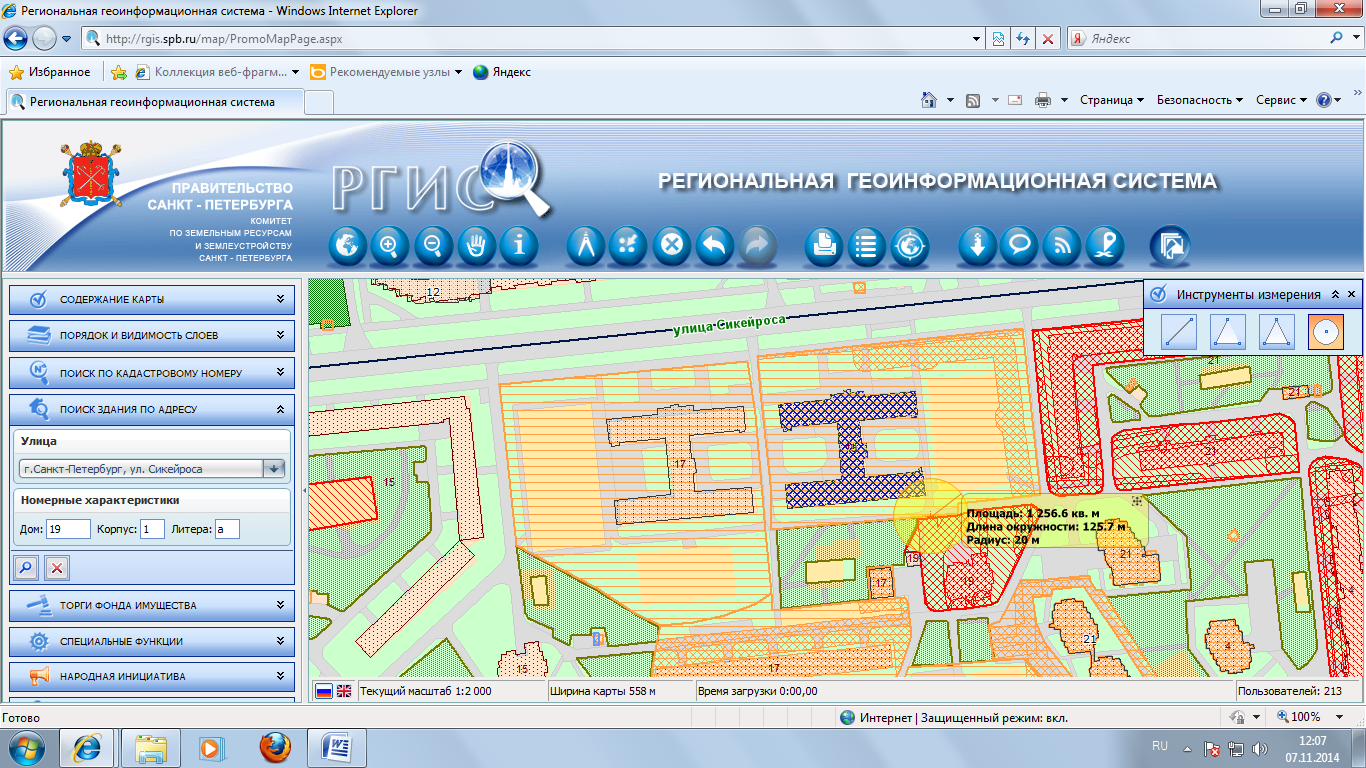 Региональная геоинформационная система - Windows Internet Explorer
http://rgis.spb.ru/map/PromoMapPage.aspx
Яндекс
Избранное
Коллекция веб-фрагм...
Рекомендуемые узлы
Яндекс
Региональная геоинформационная система
Страница
Безопасность
Сервис
ПРАВИТЕЛЬСТВО
САНКТ - ПЕТЕРБУРГА
КОМИТЕТ
ПО ЗЕМЕЛЬНЫМ РЕСУРСАМ
И ЗЕМЛЕУСТРОЙСТВУ
САНКТ - ПЕТЕРБУРГА
РГИС
РЕГИОНАЛЬНАЯ ГЕОИНФОРМАЦИОННАЯ СИСТЕМА
СОДЕРЖАНИЕ КАРТЫ
ПОРЯДОК И ВИДИМОСТЬ СЛОЕВ
ПОИСК ПО КАДАСТРОВОМУ НОМЕРУ
ПОИСК ЗДАНИЯ ПО АДРЕСУ
Улица
г.Санкт-Петербург, ул. Сикейроса
Номерные характеристики
Дом: 19 Корпус: 1 Литера: а
ТОРГИ ФОНДА ИМУЩЕСТВА
СПЕЦИАЛЬНЫЕ ФУНКЦИИ
НАРОДНАЯ ИНИЦИАТИВА
Инструменты измерения
12
улица Сикейроса
21
21
17
15
Площадь: 1 256.6 кв. м
Длина окружности: 125.7 м
Радиус: 20 м
19
17
19
21
21
4
15
17
Текущий масштаб 1:2 000
Ширина карты 558 м
Время загрузки 0:00,00
Пользователей: 213
Готово
Интернет | Защищенный режим: вкл.
100%
RU
12:07
07.11.2014